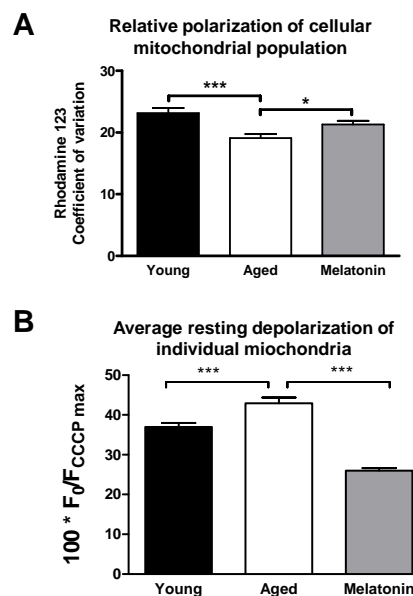 A
Relative polarization of cellular
mitochondrial population
30
***
*
20
10
0
Rhodamine 123
Coefficient of variation
Young Aged Melatonin
B
Average resting depolarization of
individual miochondria
50
***
***
40
30
20
10
0
100 * F0/FCCCP max
Young Aged Melatonin